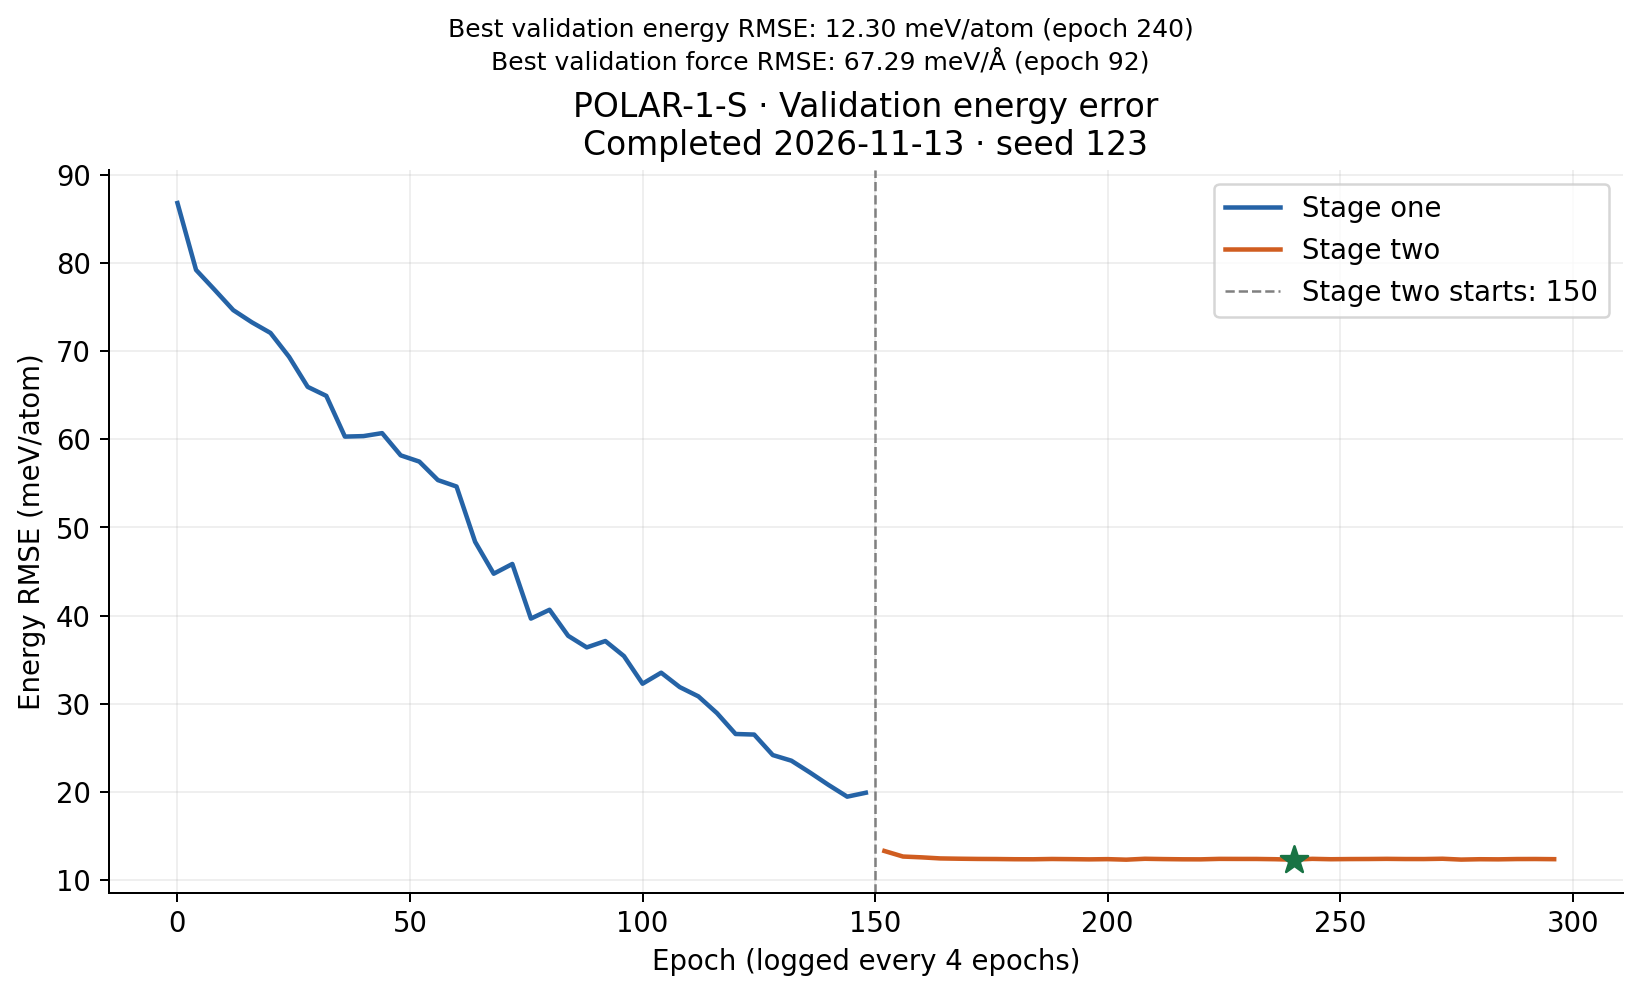 Best validation energy RMSE: 12.30 meV/atom (epoch 240)
Best validation force RMSE: 67.29 meV/Å (epoch 92)
POLAR-1-S · Validation energy error
Completed 2026-11-13 · seed 123
Energy RMSE (meV/atom)
90
80
70
60
50
40
30
20
10
Stage one
Stage two
Stage two starts: 150
0
50
100
150
200
250
300
Epoch (logged every 4 epochs)